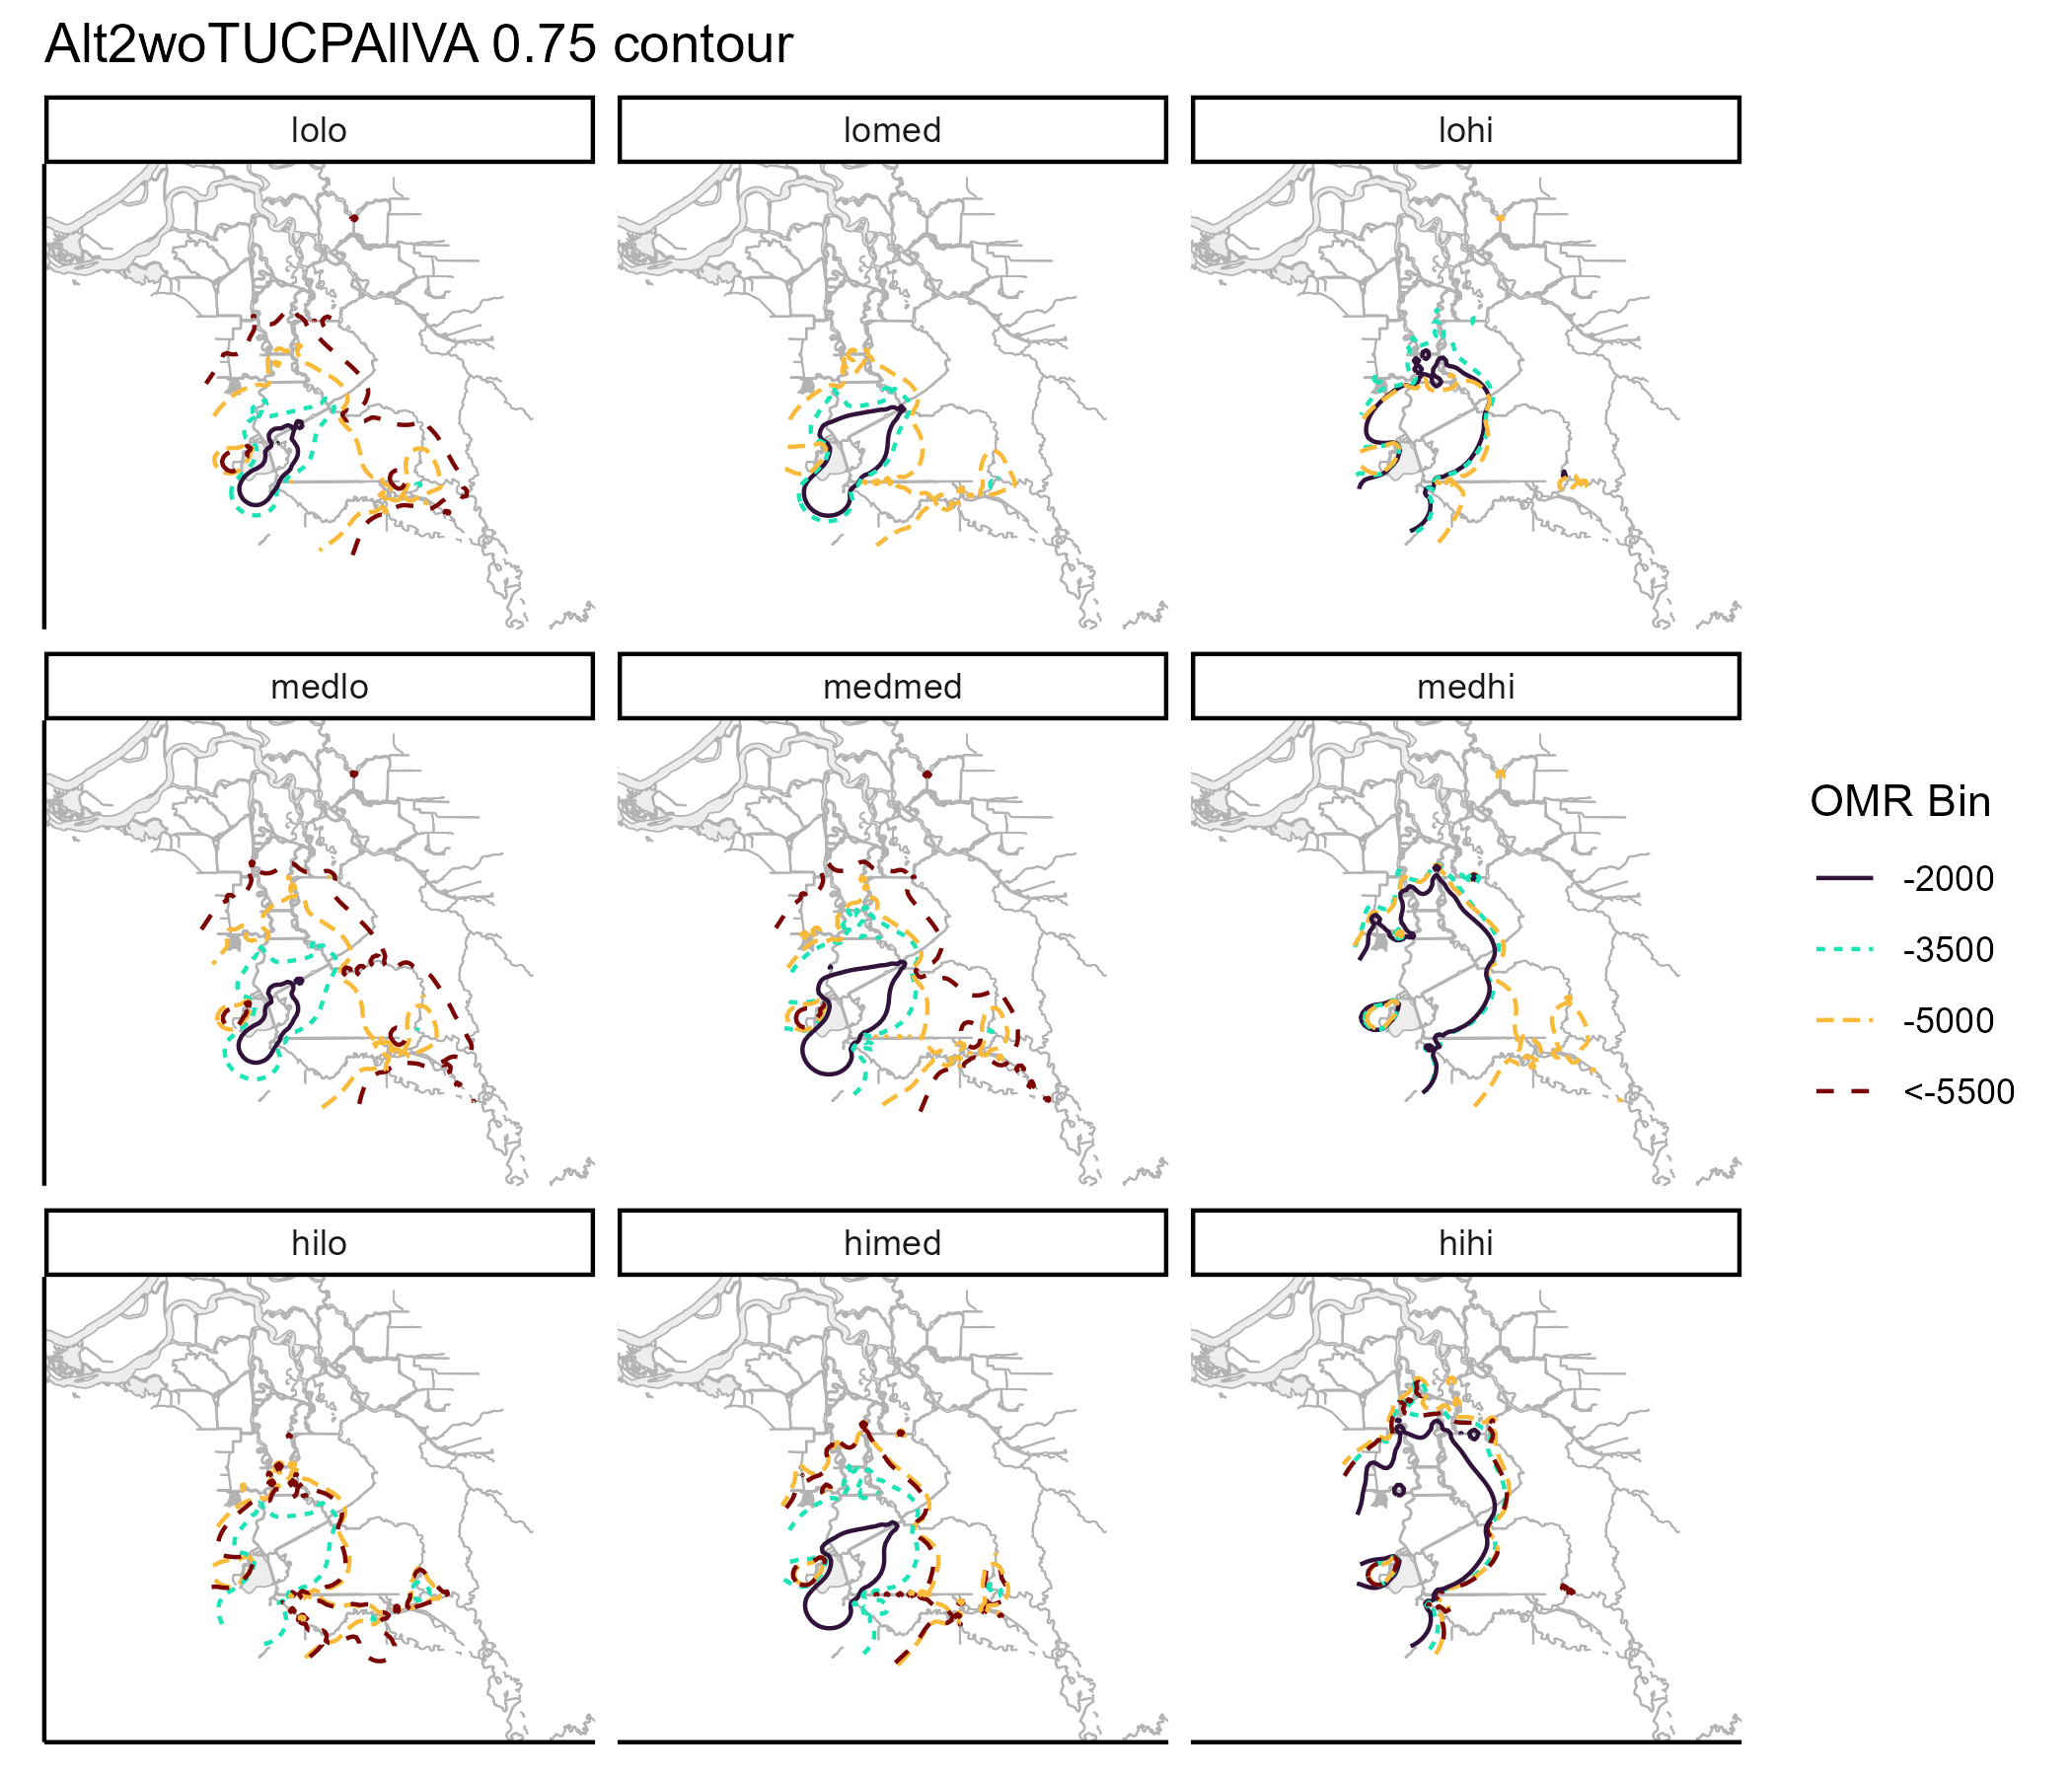 Alt2woTUCPAllVA 0.75 contour
lolo
lomed
lohi
medlo
medmed
medhi
OMR Bin
-2000
-3500
-5000
<-5500
hilo
himed
hihi